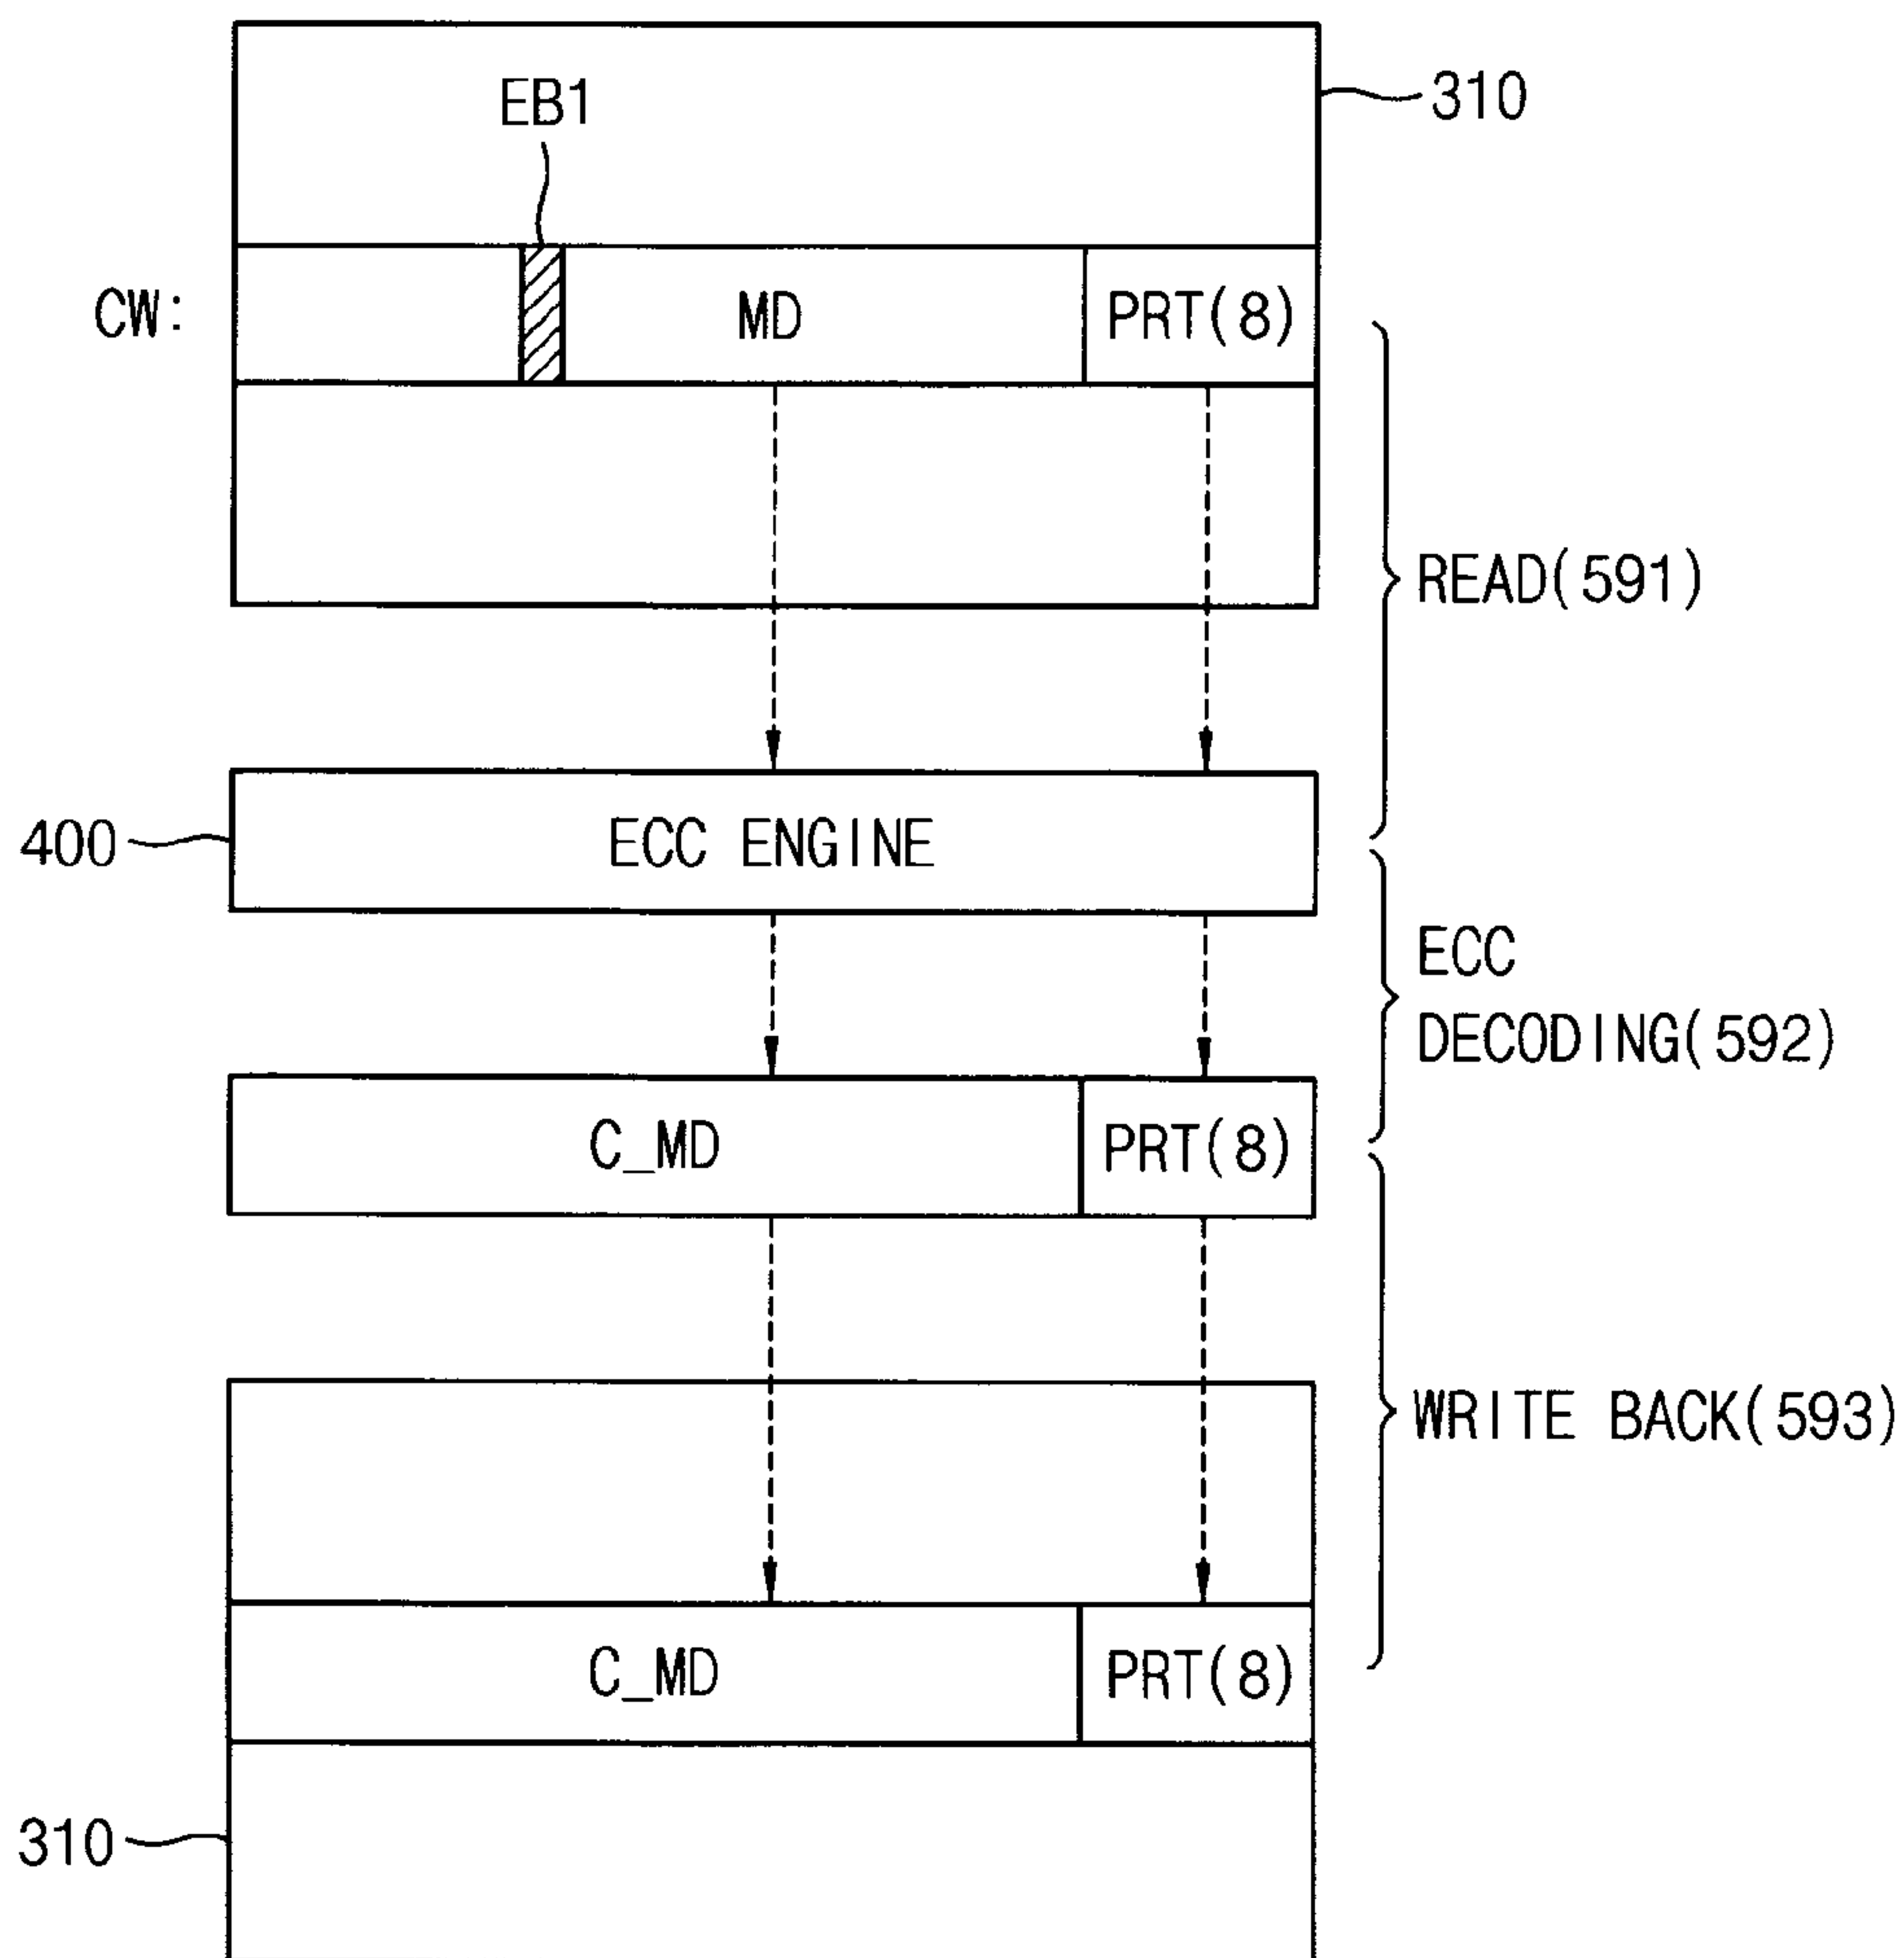 EB1
310
CW:
MD
PRT(8)
READ(591)
400
ECC ENGINE
ECC
DECODING(592)
C_MD
PRT(8)
WRITE BACK(593)
C_MD
PRT(8)
310